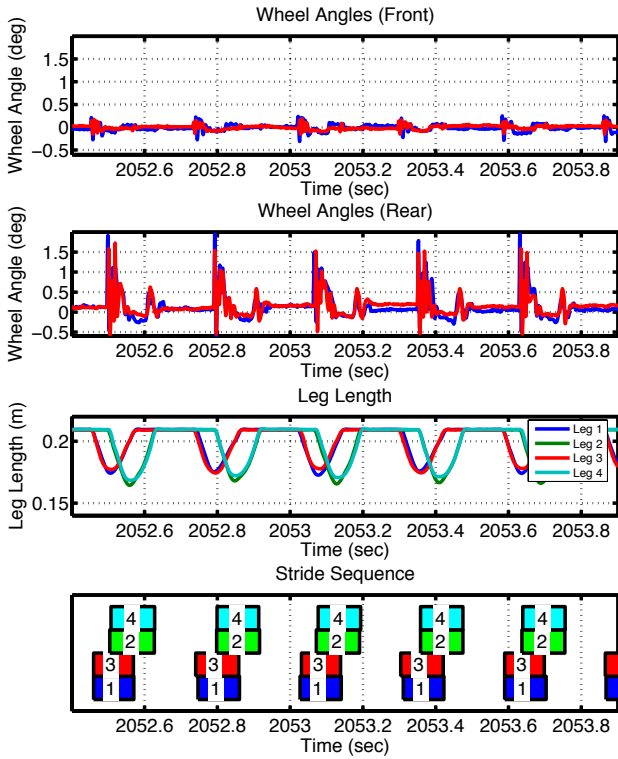 Wheel Angles (Front)
Wheel Angle (deg)
1.5
1
0.5
0
−0.5
2052.6 2052.8 2053 2053.2 2053.4 2053.6 2053.8
Time (sec)
Wheel Angles (Rear)
Wheel Angle (deg)
1.5
1
0.5
0
−0.5
2052.6 2052.8 2053 2053.2 2053.4 2053.6 2053.8
Time (sec)
Leg Length
Leg Length (m)
0.2
0.15
Leg 1
Leg 2
Leg 3
Leg 4
2052.6 2052.8 2053 2053.2 2053.4 2053.6 2053.8
Time (sec)
Stride Sequence
4 4 4 4 4
2 2 2 2 2
3 3 3 3 3
1 1 1 1 1
2052.6 2052.8 2053 2053.2 2053.4 2053.6 2053.8
Time (sec)